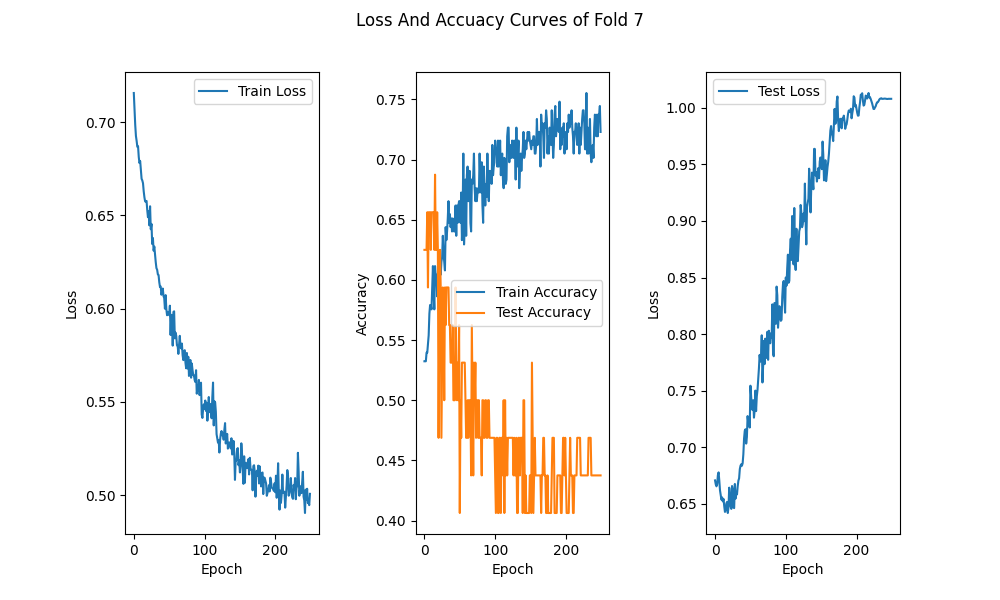 Loss And Accuacy Curves of Fold 7
Train Loss
0.70
0.65
0.60
0.55
0.50
Loss
0
100
200
Epoch
0.75
0.70
0.65
0.60
0.55
0.50
0.45
0.40
Accuracy
Train Accuracy
Test Accuracy
0
100
200
Epoch
Test Loss
1.00
0.95
0.90
0.85
0.80
0.75
0.70
0.65
Loss
0
100
200
Epoch